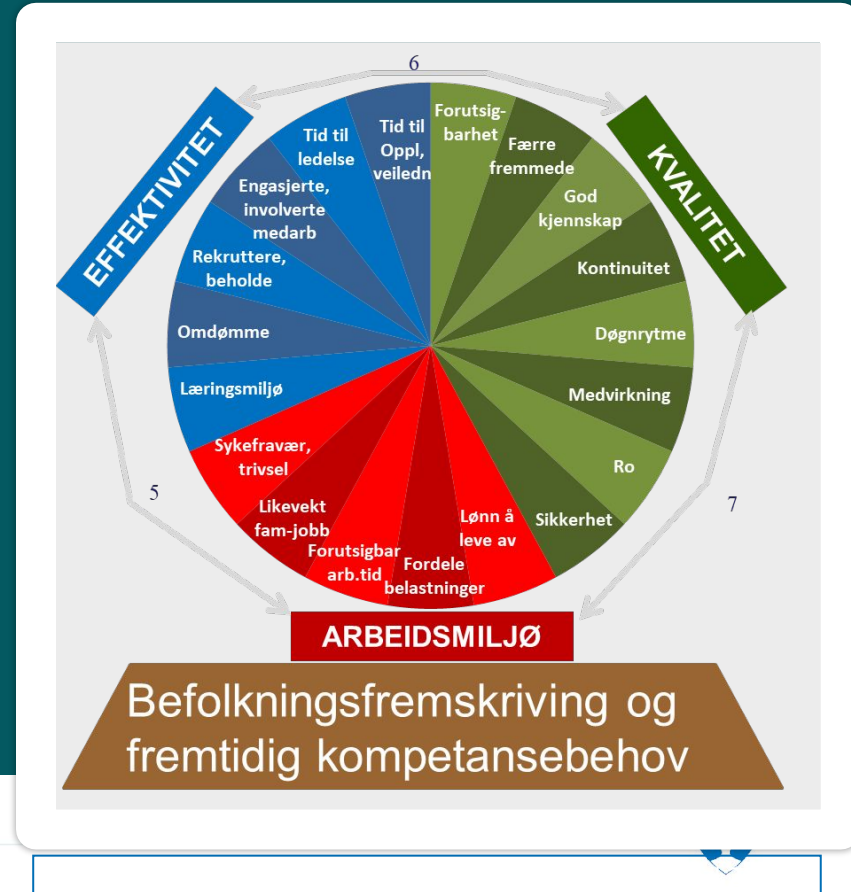 6
EFFEKTIVITET
KVALITET
Tid til
Oppl,
veiledn
Forutsig-
barhet
Færre
fremmede
God
kjennskap
Kontinuitet
Døgnrytme
Medvirkning
Ro
Sikkerhet
Lønn å
leve av
Fordele
belastninger
Forutsigbar
arb.tid
Likevekt
fam-jobb
Sykefravær,
trivsel
Læringsmiljø
Omdømme
Rekruttere,
beholde
Engasjerte,
involverte
medarb
Tid til
ledelse
5
7
ARBEIDSMILJØ
Befolkningsfremskriving og
fremtidig kompetansebehov